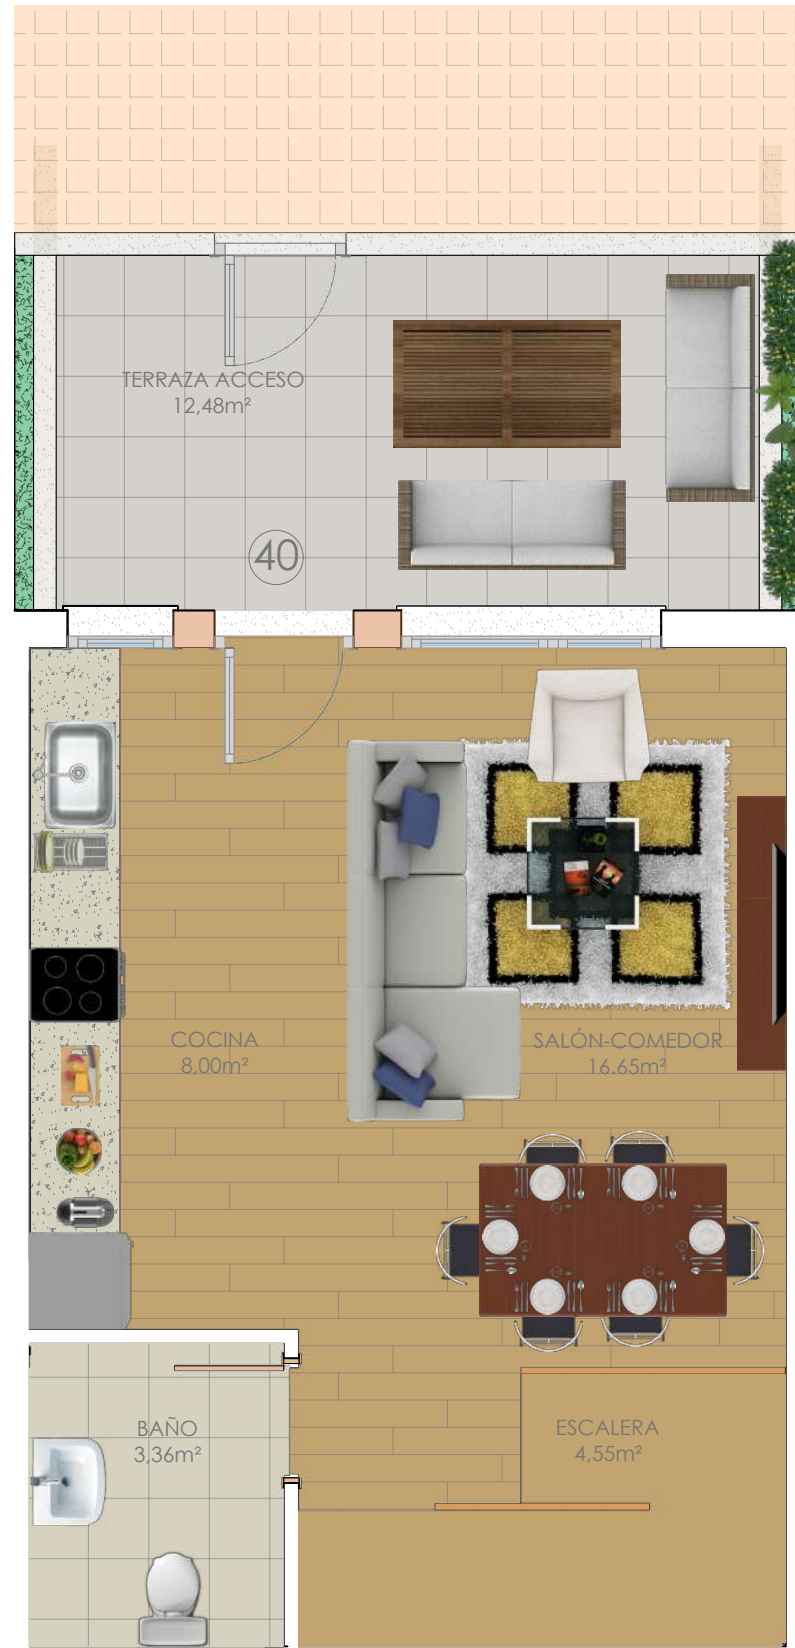 TERRAZA ACCESO
12,48m²
40
COCINA
8,00m²
SALÓN-COMEDOR
16.65m²
BAÑO
3,36m²
ESCALERA
4,55m²